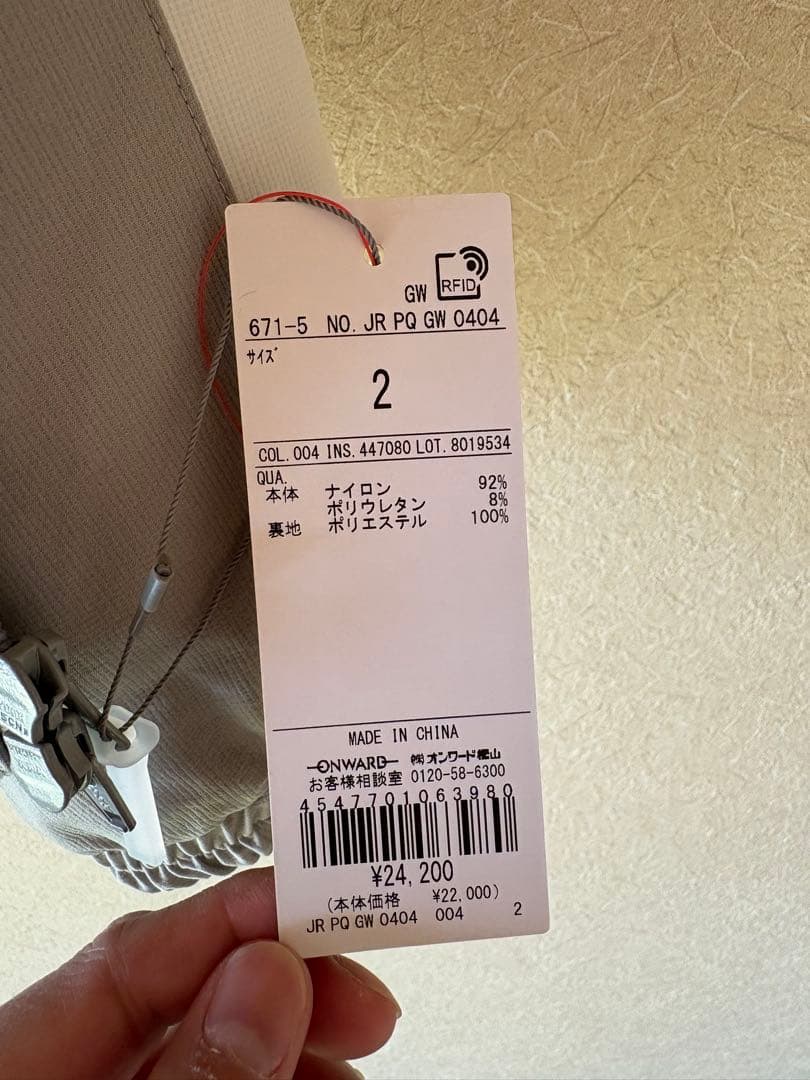 GW RFID
671-5 NO. JR PQ GW 0404
サイズ
2
COL. 004 INS. 447080 LOT. 8019534
QUA.
本体 ナイロン 92%
ポリウレタン 8%
裏地 ポリエステル 100%
MADE IN CHINA
ONWARD ㈱オンワード樫山
お客様相談室 0120-58-6300
4547701063980
¥24,200
(本体価格 ¥22,000)
JR PQ GW 0404 004 2